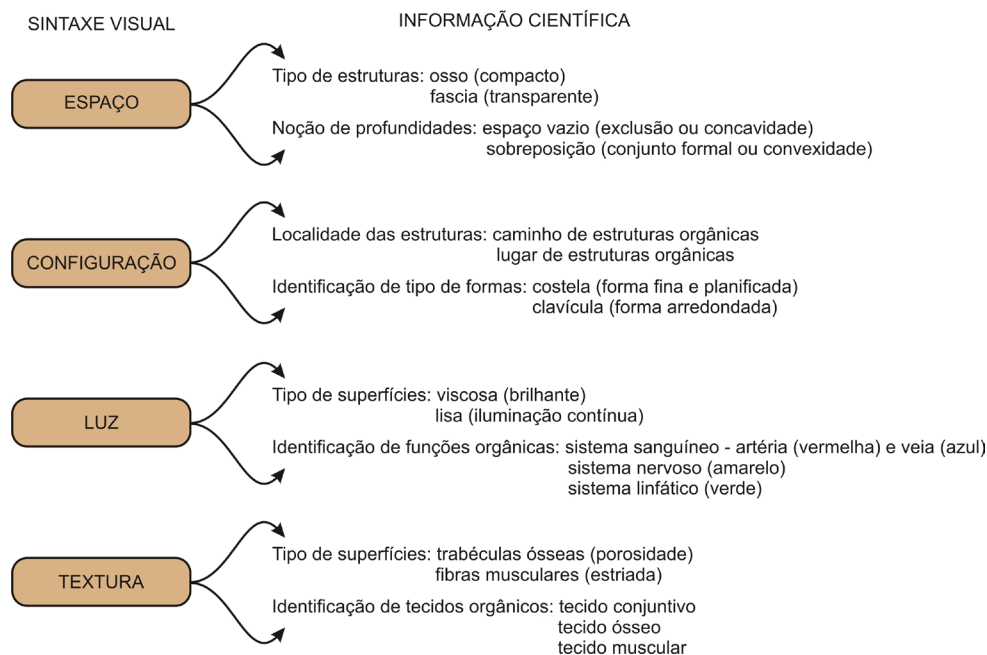 SINTAXE VISUAL
INFORMAÇÃO CIENTÍFICA
ESPAÇO
Tipo de estruturas: osso (compacto)
fascia (transparente)
Noção de profundidades: espaço vazio (exclusão ou concavidade)
sobreposição (conjunto formal ou convexidade)
CONFIGURAÇÃO
Localidade das estruturas: caminho de estruturas orgânicas
lugar de estruturas orgânicas
Identificação de tipo de formas: costela (forma fina e planificada)
clavícula (forma arredondada)
LUZ
Tipo de superfícies: viscosa (brilhante)
lisa (iluminação contínua)
Identificação de funções orgânicas: sistema sanguíneo - artéria (vermelha) e veia (azul)
sistema nervoso (amarelo)
sistema linfático (verde)
TEXTURA
Tipo de superfícies: trabéculas ósseas (porosidade)
fibras musculares (estriada)
Identificação de tecidos orgânicos: tecido conjuntivo
tecido ósseo
tecido muscular